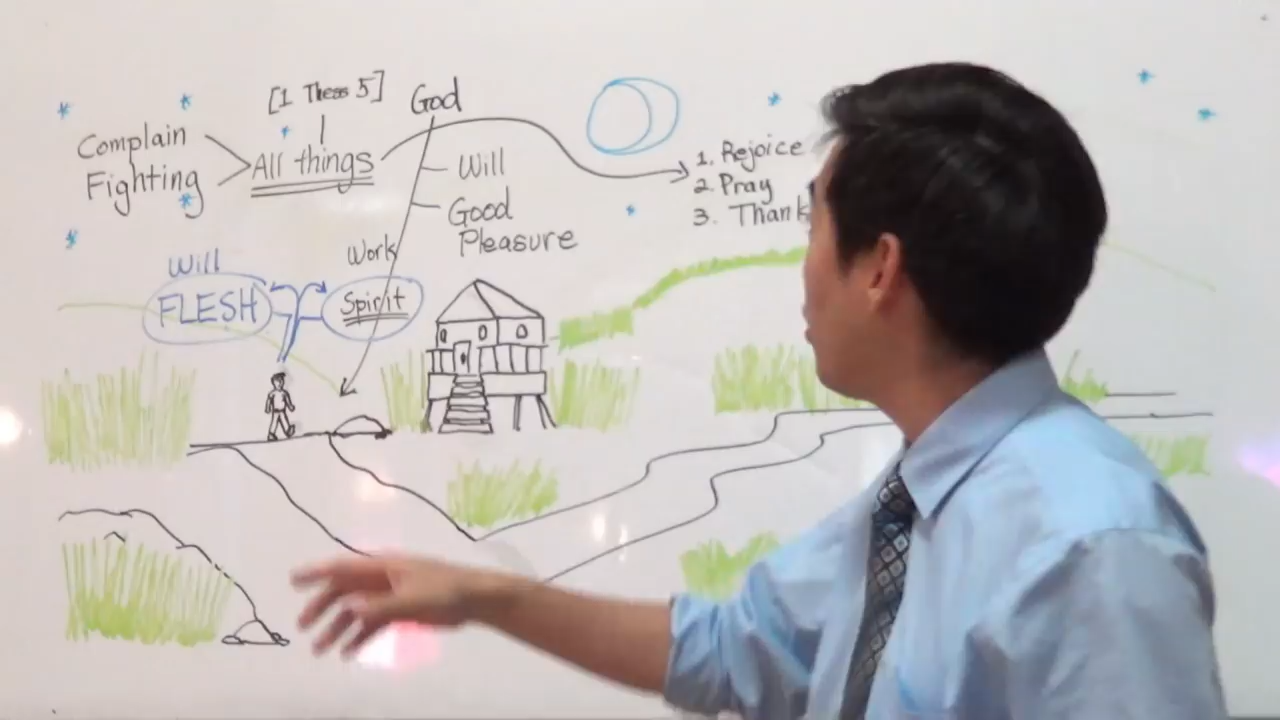 [1 Thess 5]
God
Complain
Fighting
All things
Will
Good
Pleasure
1. Rejoice
2. Pray
3. Thank
Work
Will
FLESH
Spirit